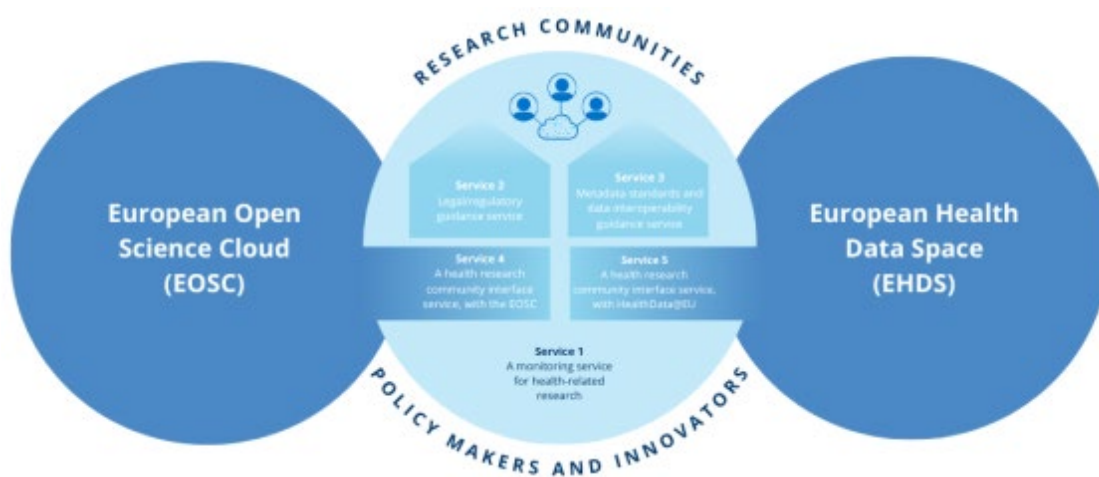 RESEARCH COMMUNITIES
European Open
Science Cloud
(EOSC)
Service 2
Legal/regulatory
guidance service
Service 3
Metadata standards and
data interoperability
guidance service
Service 4
A health research
community interface
service, with the EOSC
Service 5
A health research
community interface service,
with HealthData@EU
Service 1
A monitoring service
for health-related
research
European Health
Data Space
(EHDS)
POLICY MAKERS AND INNOVATORS